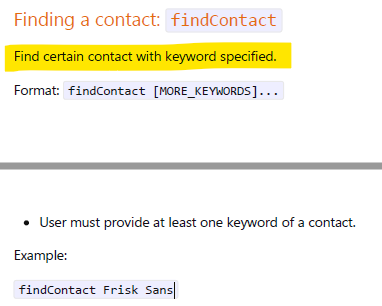 Finding a contact: findContact
Find certain contact with keyword specified.
Format: findContact [MORE_KEYWORDS]...
• User must provide at least one keyword of a contact.
Example:
findContact Frisk Sans